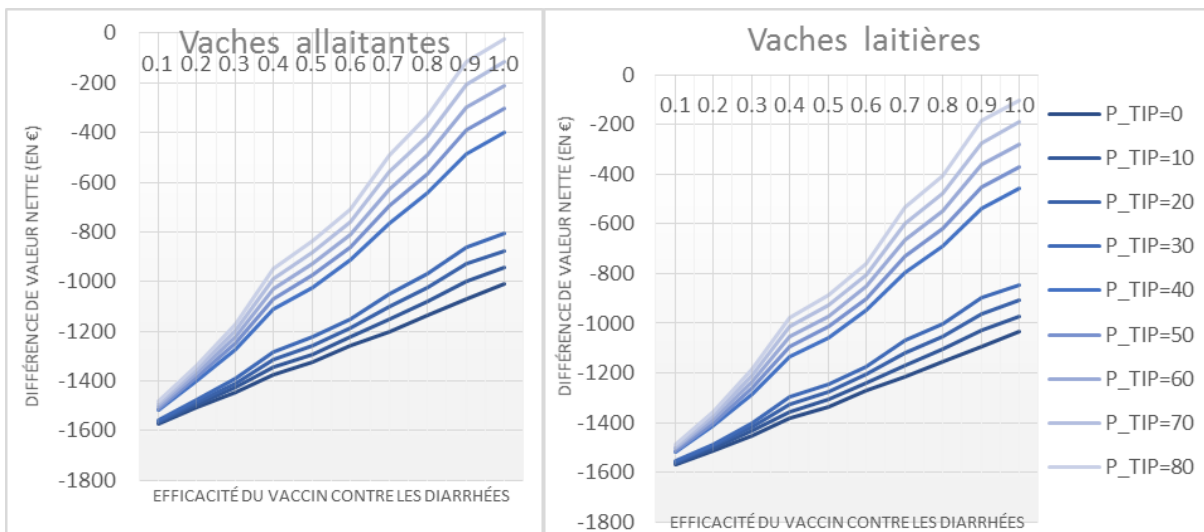 Vaches allaitantes
0
-200
-400
-600
-800
-1000
-1200
-1400
-1600
-1800
0.1 0.2 0.3 0.4 0.5 0.6 0.7 0.8 0.9 1.0
DIFFÉRENCE DE VALEUR NETTE (EN €)
EFFICACITÉ DU VACCIN CONTRE LES DIARRHÉES
Vaches laitières
0
-200
-400
-600
-800
-1000
-1200
-1400
-1600
-1800
0.1 0.2 0.3 0.4 0.5 0.6 0.7 0.8 0.9 1.0
DIFFÉRENCE DE VALEUR NETTE (EN €)
EFFICACITÉ DU VACCIN CONTRE LES DIARRHÉES
P_TIP=0
P_TIP=10
P_TIP=20
P_TIP=30
P_TIP=40
P_TIP=50
P_TIP=60
P_TIP=70
P_TIP=80